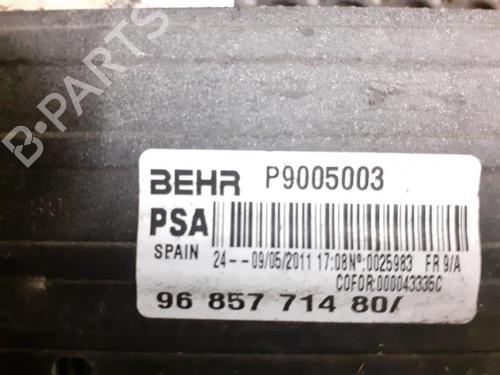 B-PARTS
BEHR P9005003
PSA
SPAIN 24--09/05/2011 17:08Nº:0025983 FR 9/A
COFOR:000043335C
96 857 714 80/